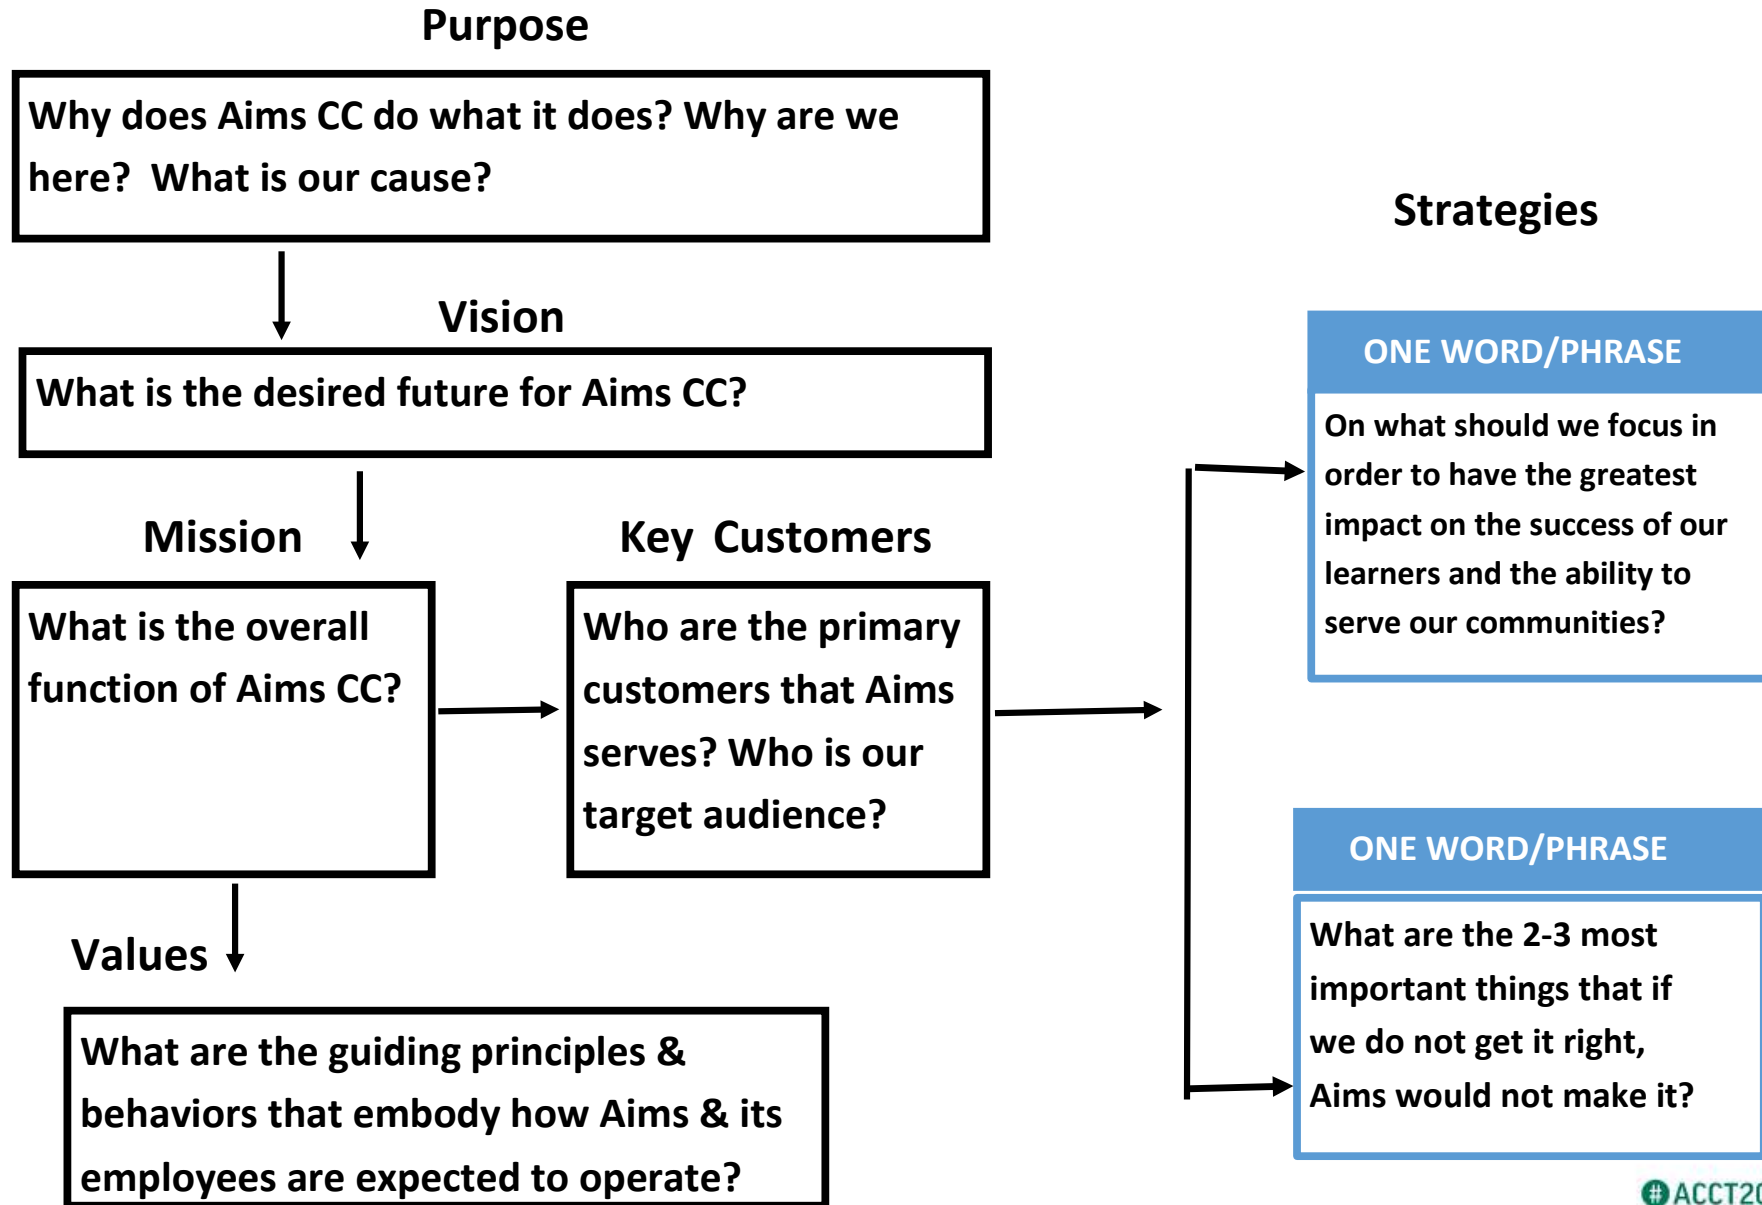 Purpose
Why does Aims CC do what it does? Why are we
here? What is our cause?
Vision
What is the desired future for Aims CC?
Mission
What is the overall
function of Aims CC?
Key Customers
Who are the primary
customers that Aims
serves? Who is our
target audience?
Values
What are the guiding principles &
behaviors that embody how Aims & its
employees are expected to operate?
Strategies
ONE WORD/PHRASE
On what should we focus in
order to have the greatest
impact on the success of our
learners and the ability to
serve our communities?
ONE WORD/PHRASE
What are the 2-3 most
important things that if
we do not get it right,
Aims would not make it?
# ACCT20